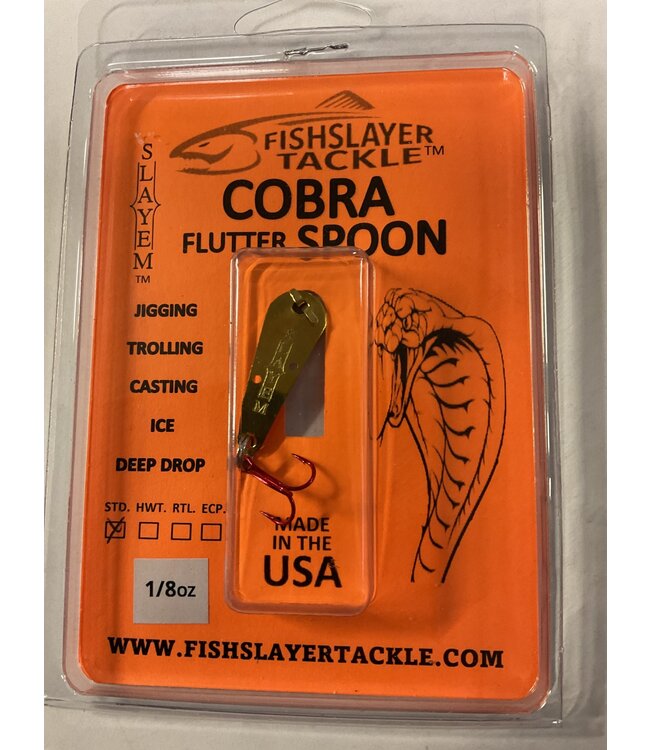 FISHSLAYER
TACKLE™
COBRA
FLUTTER SPOON
SLAYEM™
JIGGING
TROLLING
CASTING
ICE
DEEP DROP
STD. HWT. RTL. ECP.
1/8oz
MADE
IN THE
USA
WWW.FISHSLAYERTACKLE.COM